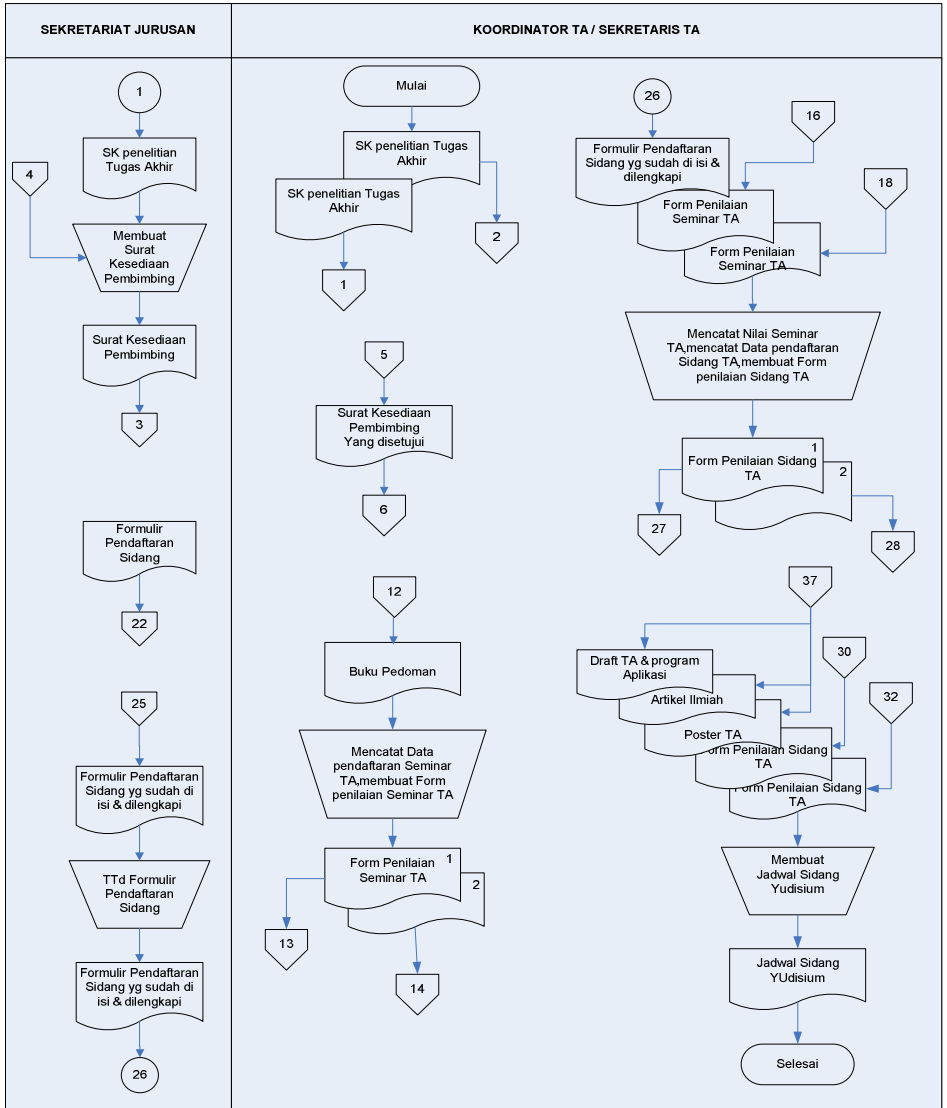 SEKRETARIAT JURUSAN
KOORDINATOR TA / SEKRETARIS TA
1
SK penelitian
Tugas Akhir
4
Membuat
Surat
Kesediaan
Pembimbing
Surat Kesediaan
Pembimbing
3
Formulir
Pendaftaran
Sidang
22
25
Formulir Pendaftaran
Sidang yg sudah di
isi & dilengkapi
TTd Formulir
Pendaftaran
Sidang
Formulir Pendaftaran
Sidang yg sudah di
isi & dilengkapi
26
Mulai
SK penelitian Tugas
Akhir
SK penelitian Tugas
Akhir
2
1
5
Surat Kesediaan
Pembimbing
Yang disetujui
6
12
Buku Pedoman
Mencatat Data
pendaftaran Seminar
TA,membuat Form
penilaian Seminar TA
Form Penilaian
Seminar TA
1
2
13
14
26
16
Formulir Pendaftaran
Sidang yg sudah di isi &
dilengkapi
18
Form Penilaian
Seminar TA
Form Penilaian
Seminar TA
Mencatat Nilai Seminar
TA,mencatat Data pendaftaran
Sidang TA,membuat Form
penilaian Sidang TA
1
Form Penilaian Sidang
TA
2
27
28
37
30
Draft TA & program
Aplikasi
32
Artikel Ilmiah
Poster TA
Form Penilaian Sidang
TA
Form Penilaian Sidang
TA
Membuat
Jadwal Sidang
Yudisium
Jadwal Sidang
YUdisium
Selesai